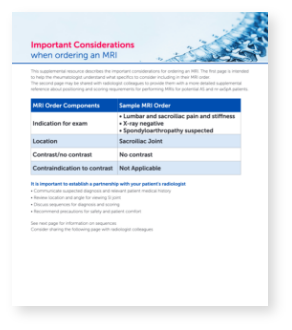 Important Considerations
when ordering an MRI
This supplemental resource describes the important considerations for ordering an MRI. The first page is intended
to help the rheumatologist understand what specifics to consider including in their MRI order.
The second page may be shared with radiologist colleagues to provide them with a more detailed supplemental
reference about positioning and scoring requirements for performing MRIs for potential AS and nr-axSpA patients.
MRI Order Components Sample MRI Order
Indication for exam
• Lumbar and sacroiliac pain and stiffness
• X-ray negative
• Spondyloarthropathy suspected
Location Sacroiliac Joint
Contrast/no contrast No contrast
Contraindication to contrast Not Applicable
It is important to establish a partnership with your patient's radiologist
• Communicate suspected diagnosis and relevant patient medical history
• Review location and angle for viewing SI joint
• Discuss sequences for diagnosis and scoring
• Recommend precautions for safety and patient comfort
See next page for information on sequences
Consider sharing the following page with radiologist colleagues